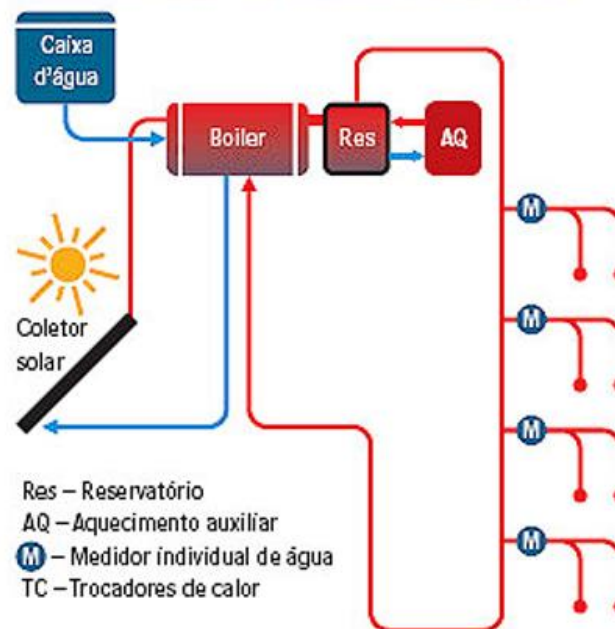 Caixa
d'água
Boiler
Res
AQ
M
Coletor
solar
M
M
M
Res – Reservatório
AQ – Aquecimento auxiliar
M – Medidor individual de água
TC – Trocadores de calor